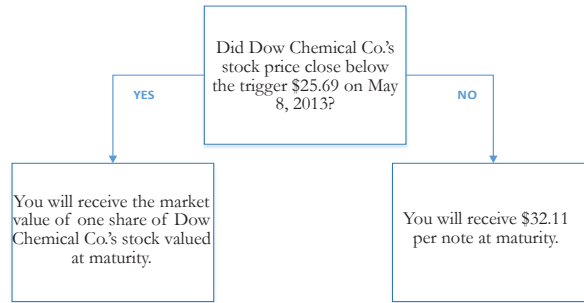 Did Dow Chemical Co.'s
stock price close below
the trigger $25.69 on May
8, 2013?
YES
NO
You will receive the market
value of one share of Dow
Chemical Co.'s stock valued
at maturity.
You will receive $32.11
per note at maturity.